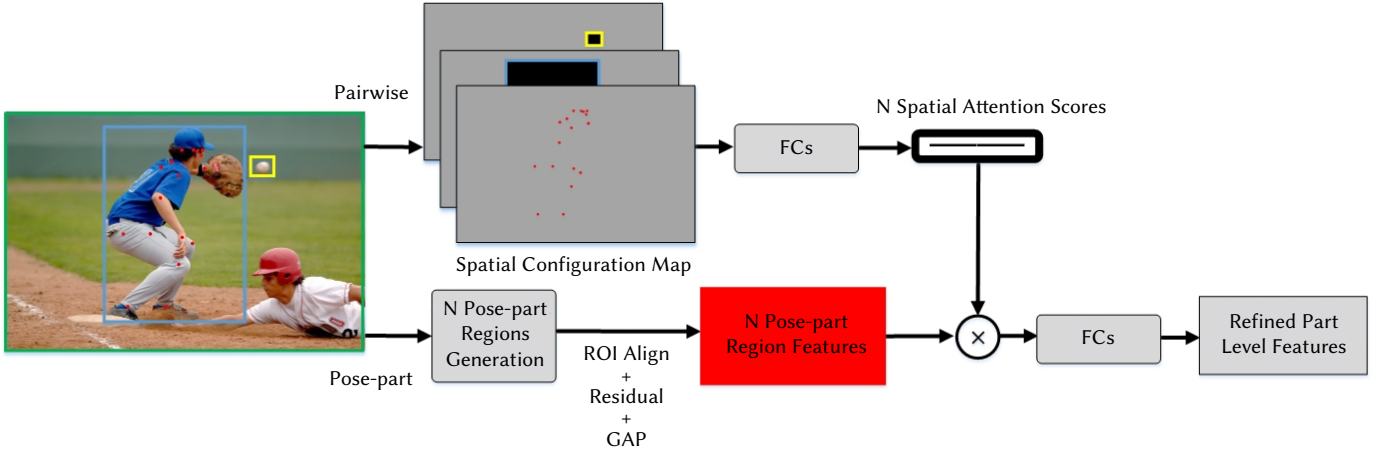 Pairwise
N Spatial Attention Scores
FCs
Spatial Configuration Map
N Pose-part
Regions
Generation
Pose-part
ROI Align
+
Residual
+
GAP
N Pose-part
Region Features
×
FCs
Refined Part
Level Features